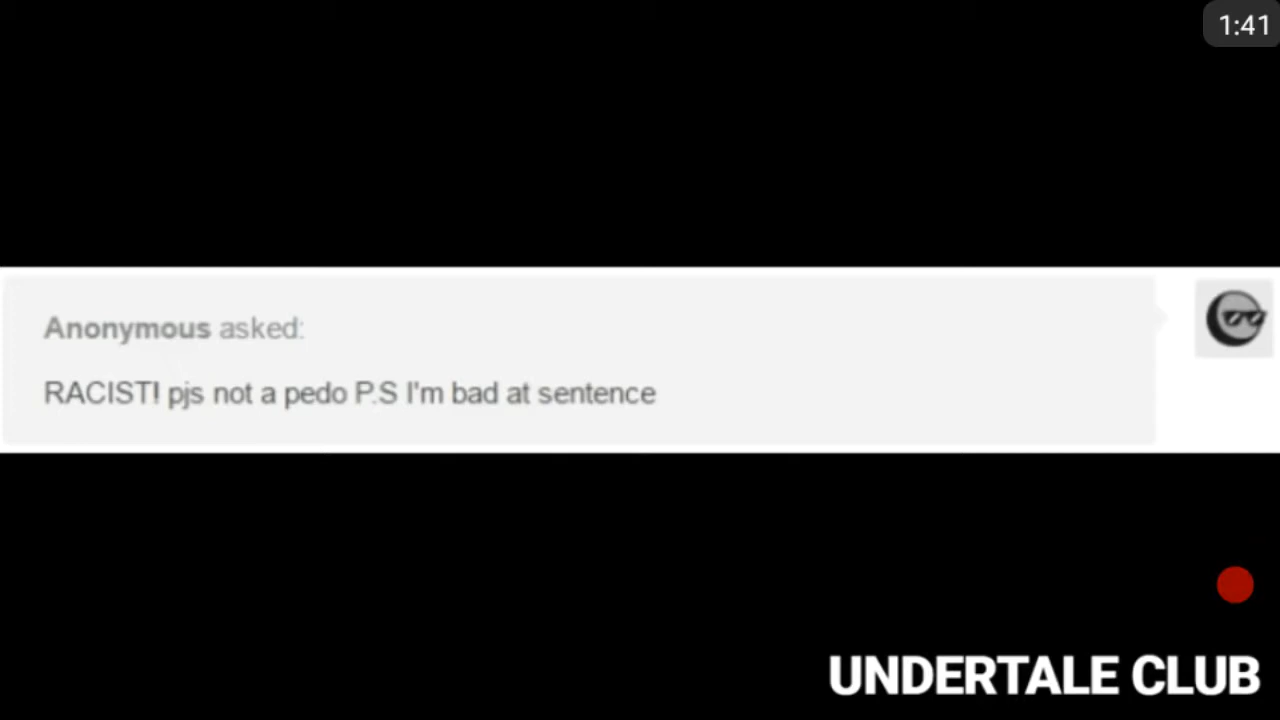 1:41
Anonymous asked:
RACIST! pjs not a pedo P.S I'm bad at sentence
UNDERTALE CLUB